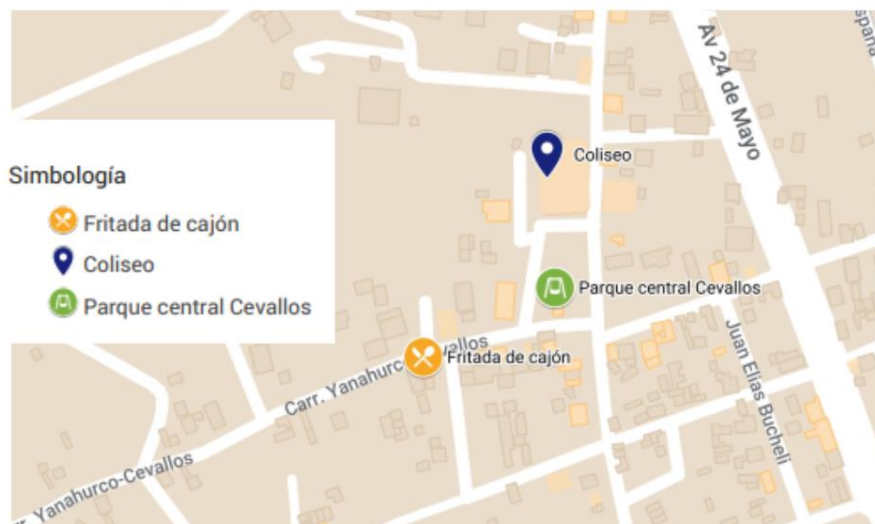 Av 24 de Mayo
España
Coliseo
Simbología
Fritada de cajón
Coliseo
Parque central Cevallos
Parque central Cevallos
Carr. Yanahurco-Cevallos
Fritada de cajón
Juan Elias Bucheli
Yanahurco-Cevallos